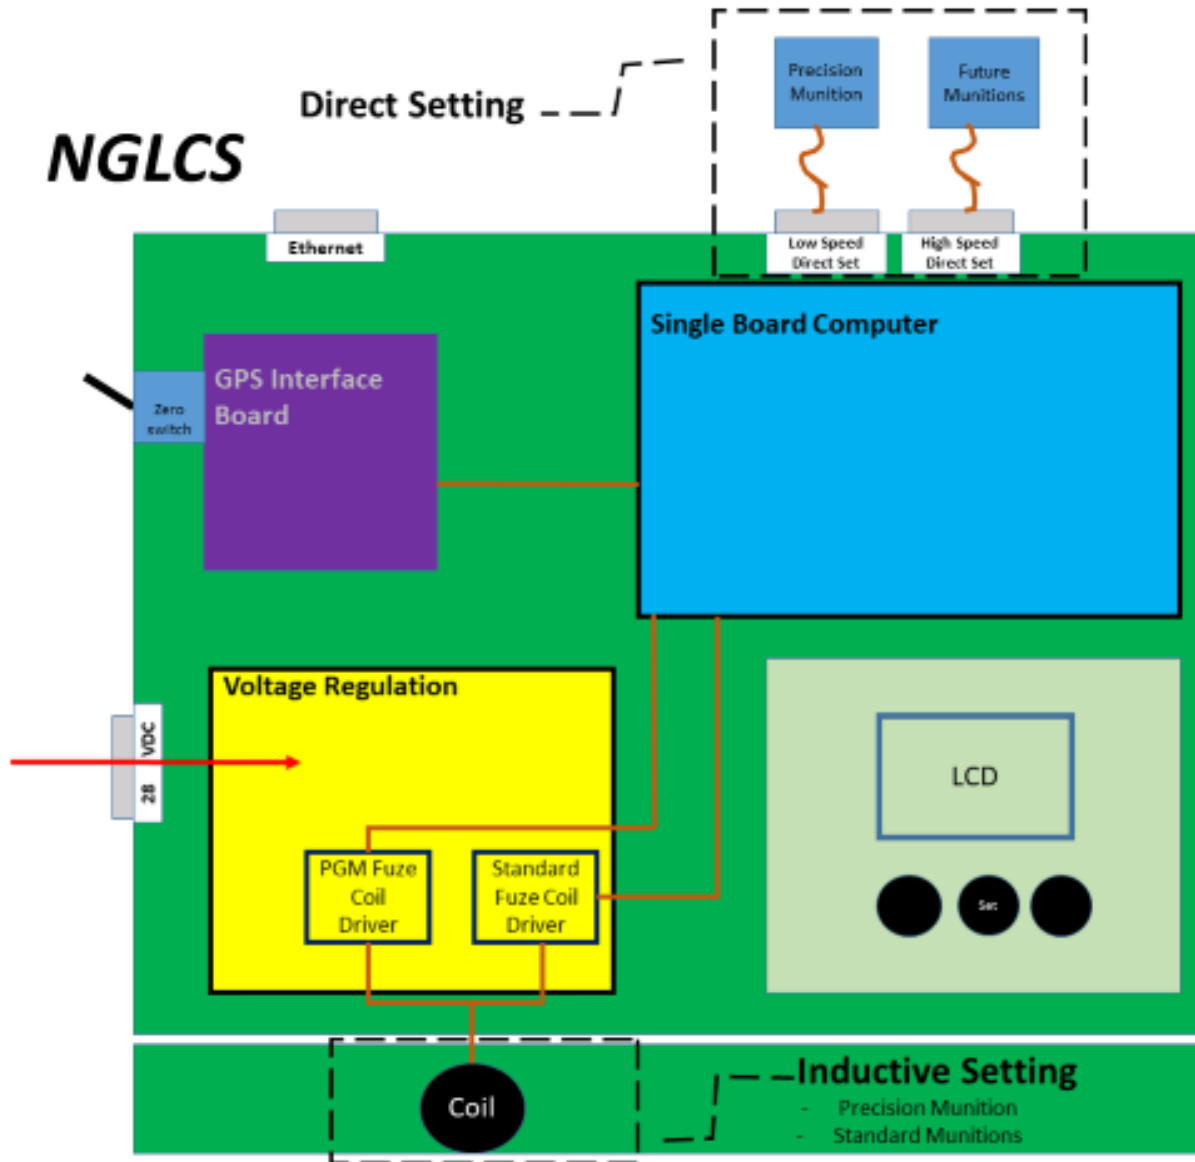 Precision
Munition
Future
Munitions
Direct Setting
NGLCS
Ethernet
Low Speed
Direct Set
High Speed
Direct Set
Single Board Computer
GPS Interface
Board
Zero
switch
Voltage Regulation
28 VDC
LCD
PGM Fuze
Coil
Driver
Standard
Fuze Coil
Driver
Set
Inductive Setting
- Precision Munition
- Standard Munitions
Coil